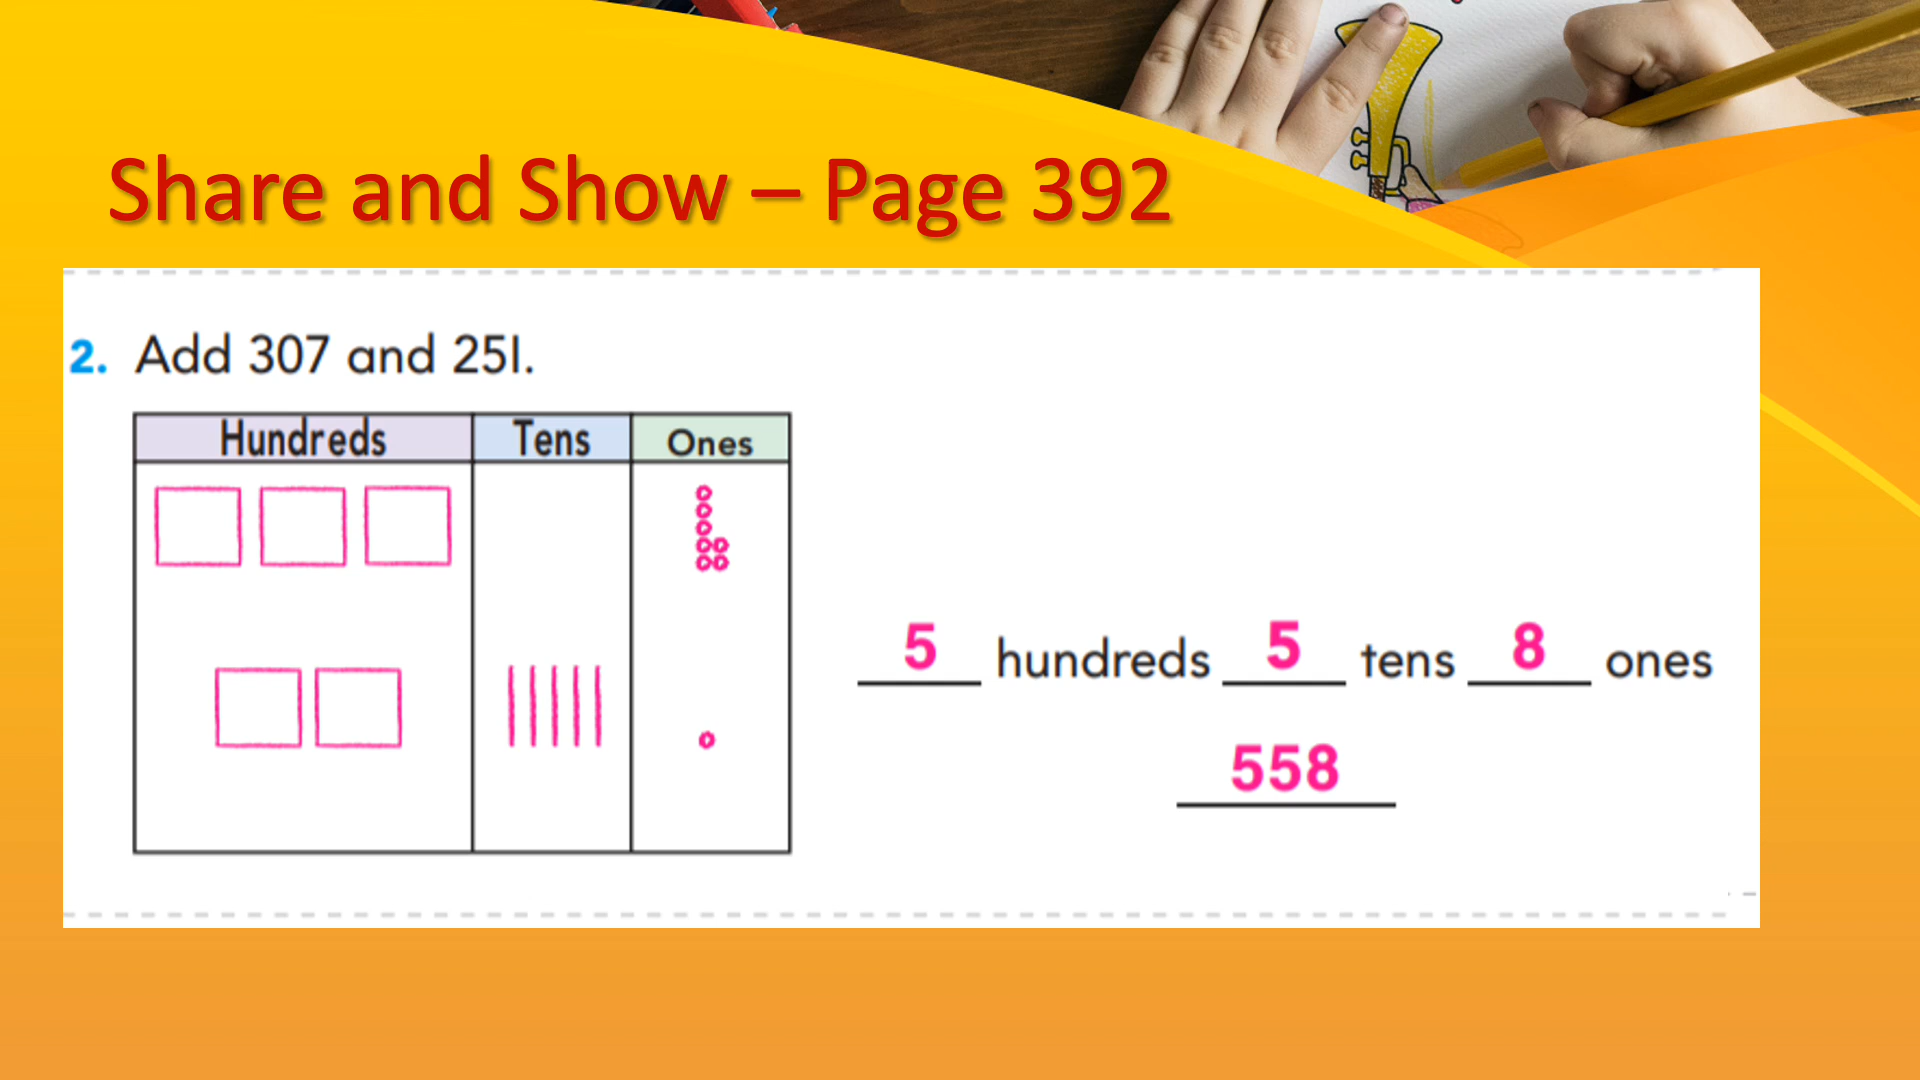 Share and Show – Page 392
2. Add 307 and 251.
Hundreds Tens Ones
5 hundreds 5 tens 8 ones
558